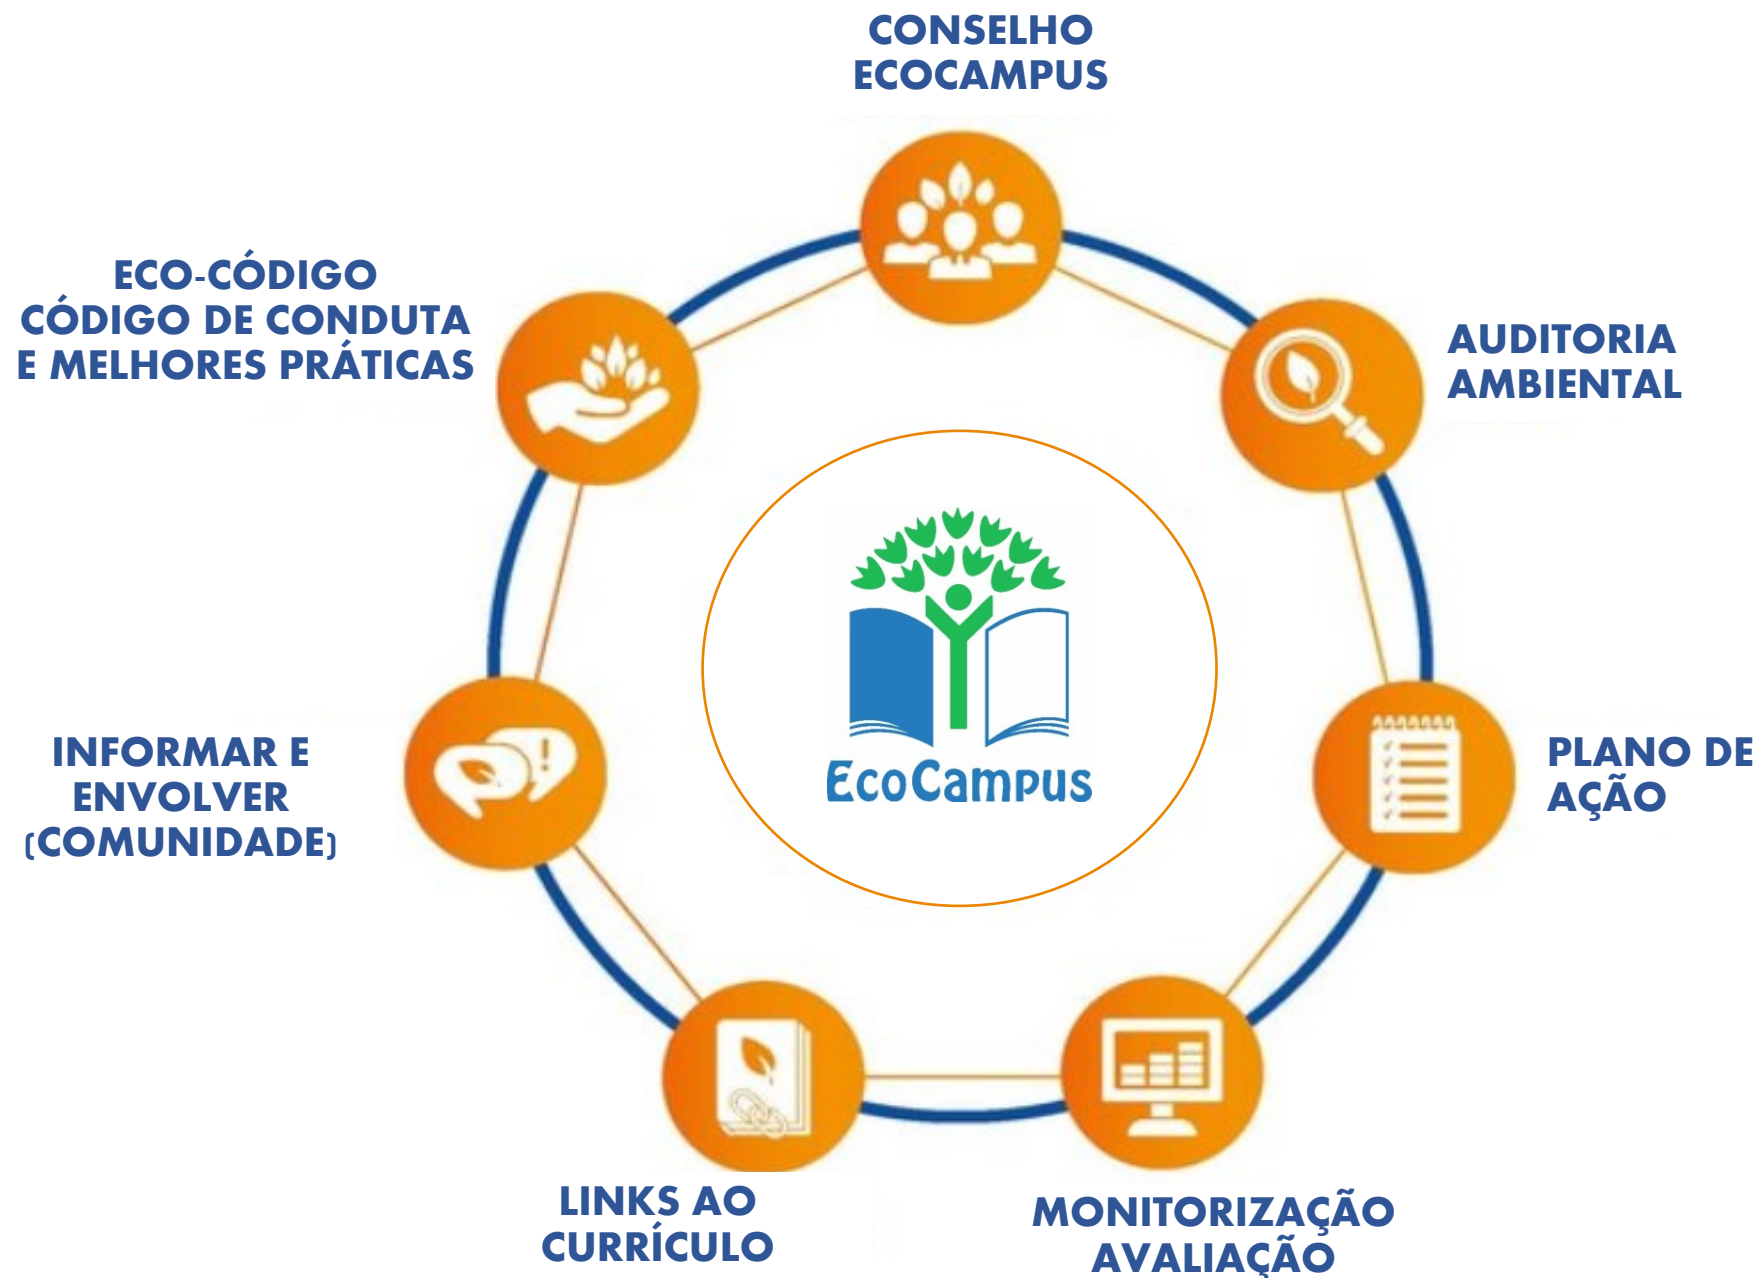 CONSELHO
ECOCAMPUS
AUDITORIA
AMBIENTAL
PLANO DE
AÇÃO
MONITORIZAÇÃO
AVALIAÇÃO
LINKS AO
CURRÍCULO
INFORMAR E
ENVOLVER
(COMUNIDADE)
ECO-CÓDIGO
CÓDIGO DE CONDUTA
E MELHORES PRÁTICAS
EcoCampus